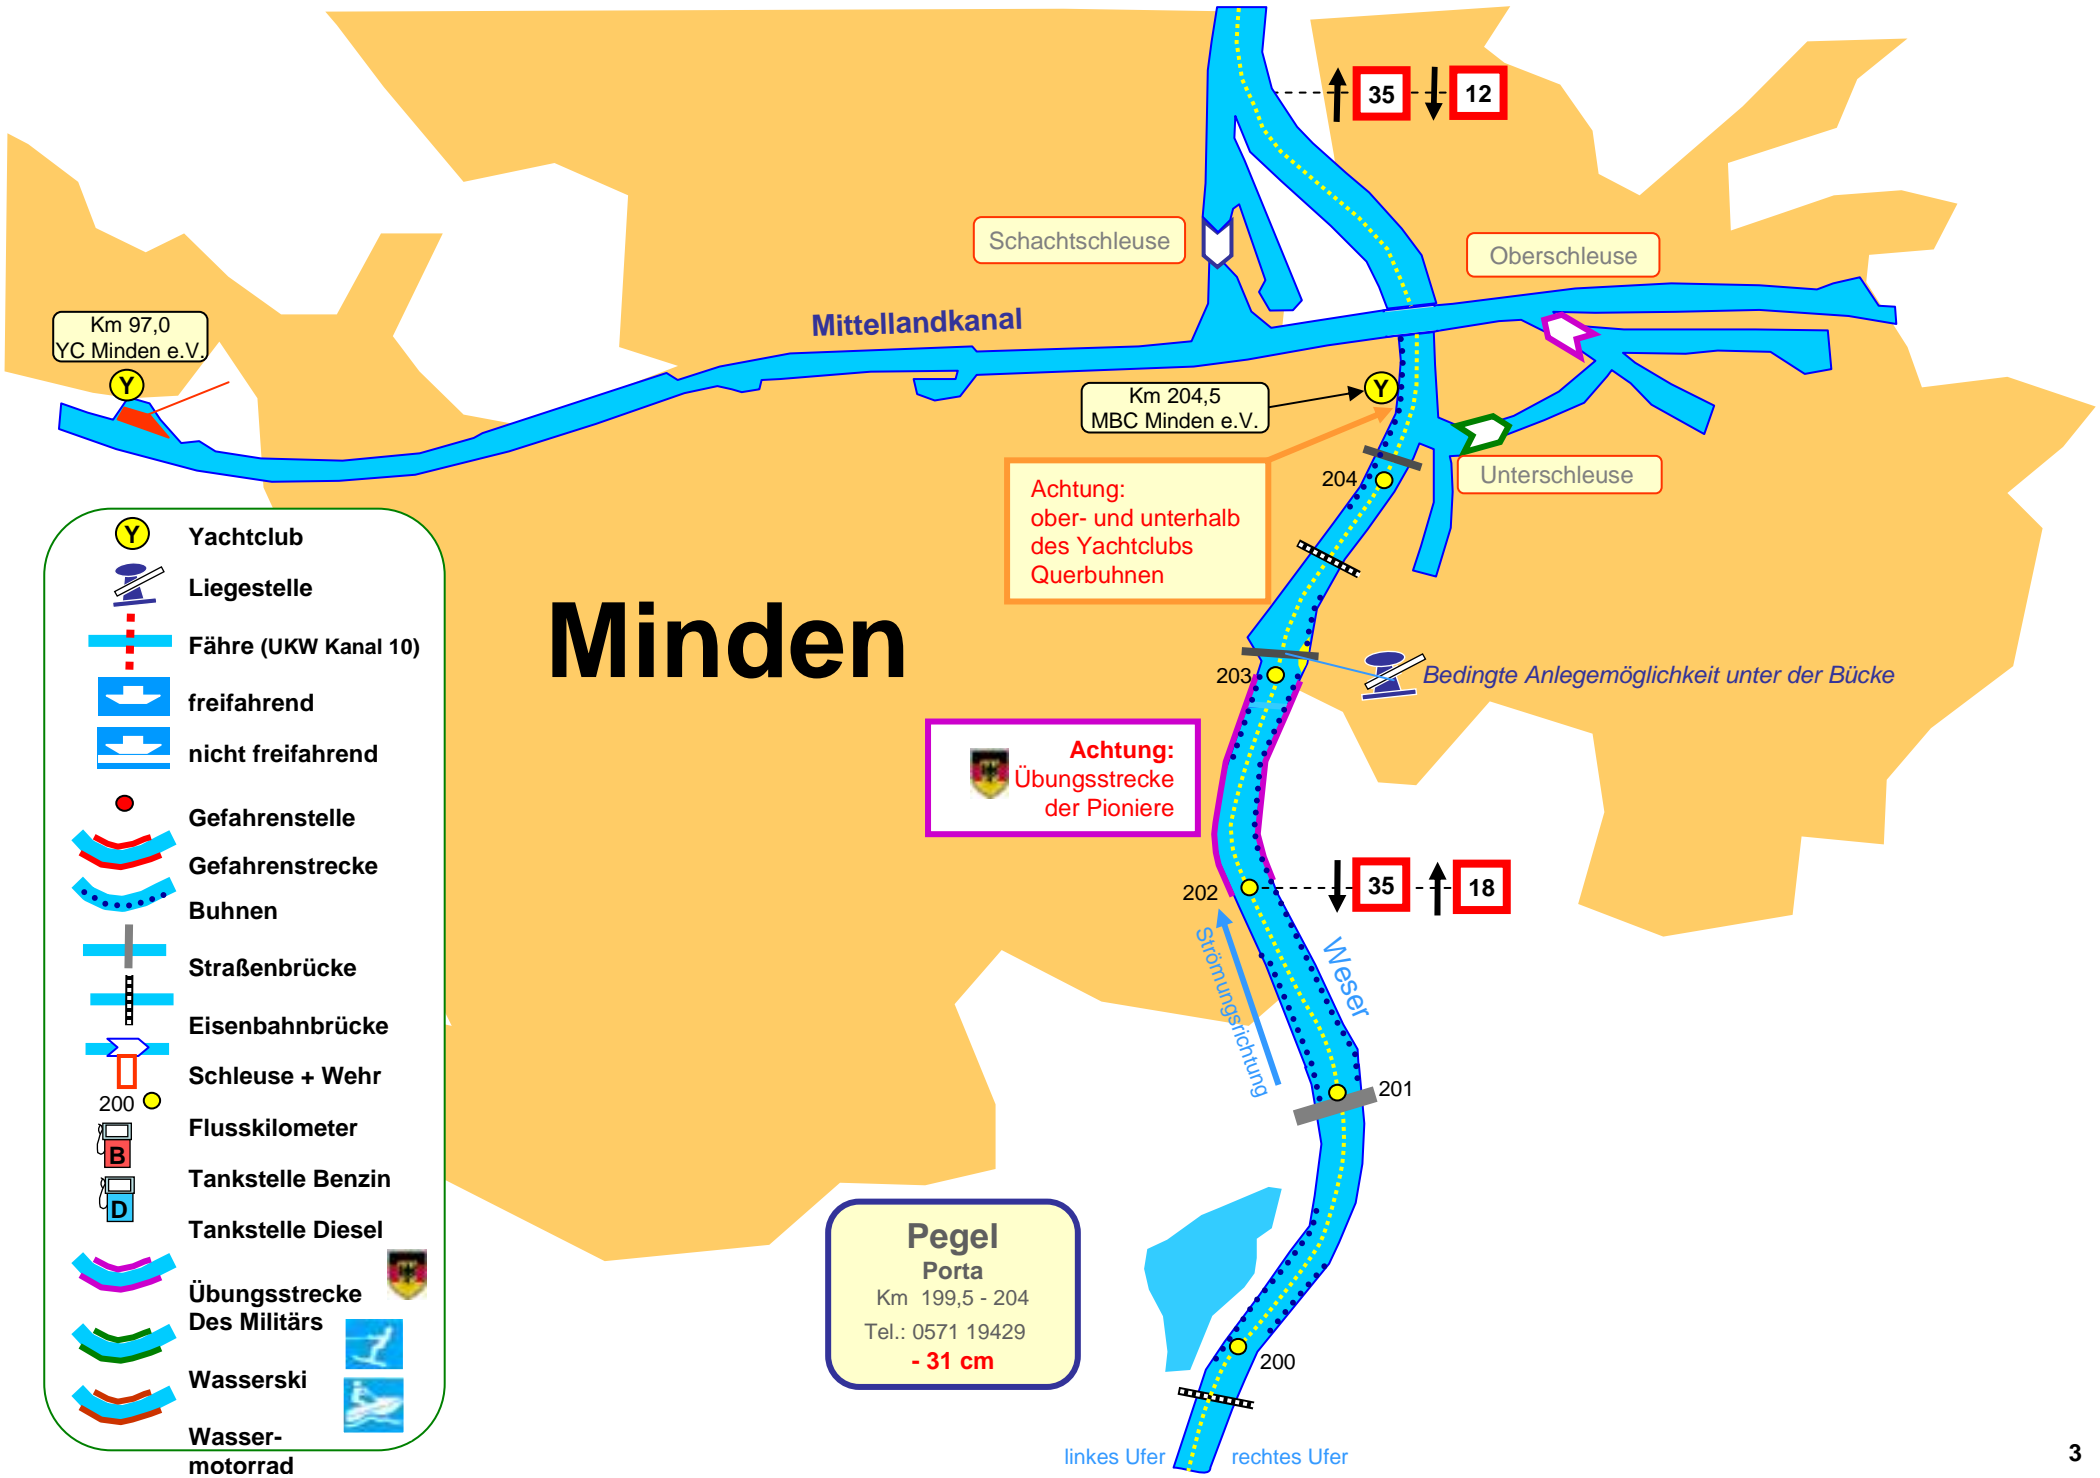 35
12
Schachtschleuse
Oberschleuse
Mittellandkanal
Km 97,0
YC Minden e.V.
Y
Km 204,5
MBC Minden e.V.
Y
204
Unterschleuse
Achtung:
ober- und unterhalb
des Yachtclubs
Querbuhnen
Minden
203
Bedingte Anlegemöglichkeit unter der Bücke
Achtung:
Übungsstrecke
der Pioniere
202
35
18
Strömungsrichtung
Weser
201
Pegel
Porta
Km 199,5 - 204
Tel.: 0571 19429
- 31 cm
200
linkes Ufer
rechtes Ufer
Y
Yachtclub
Liegestelle
Fähre (UKW Kanal 10)
freifahrend
nicht freifahrend
Gefahrenstelle
Gefahrenstrecke
Buhnen
Straßenbrücke
Eisenbahnbrücke
Schleuse + Wehr
200
Flusskilometer
B
Tankstelle Benzin
D
Tankstelle Diesel
Übungsstrecke
Des Militärs
Wasserski
Wasser-
motorrad
3